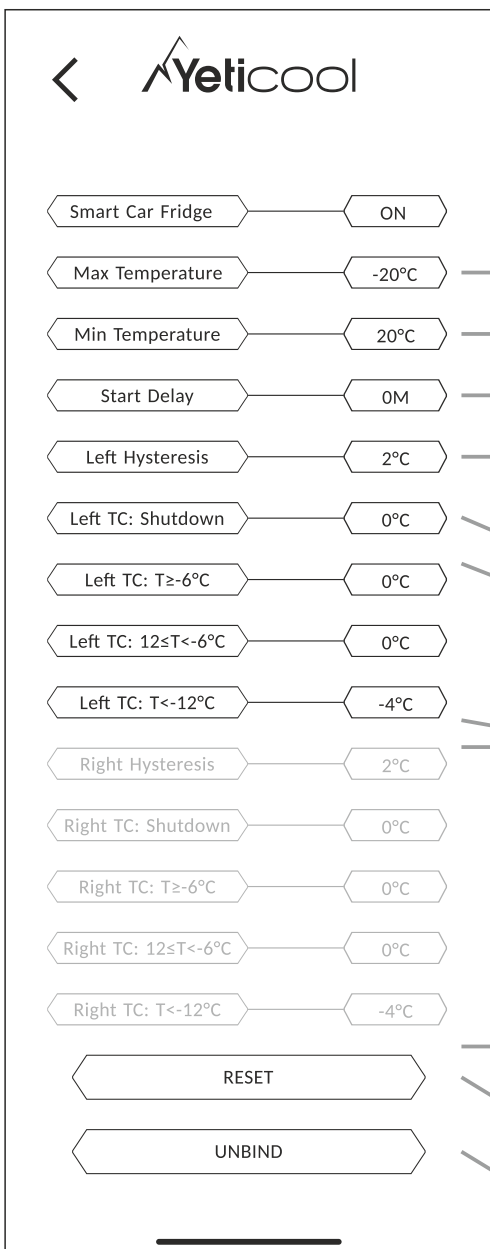 Yeticool
Smart Car Fridge ON
Max Temperature -20°C
Min Temperature 20°C
Start Delay 0M
Left Hysteresis 2°C
Left TC: Shutdown 0°C
Left TC: T≥-6°C 0°C
Left TC: 12≤T<-6°C 0°C
Left TC: T<-12°C -4°C
Right Hysteresis 2°C
Right TC: Shutdown 0°C
Right TC: T≥-6°C 0°C
Right TC: 12≤T<-6°C 0°C
Right TC: T<-12°C -4°C
RESET
UNBIND